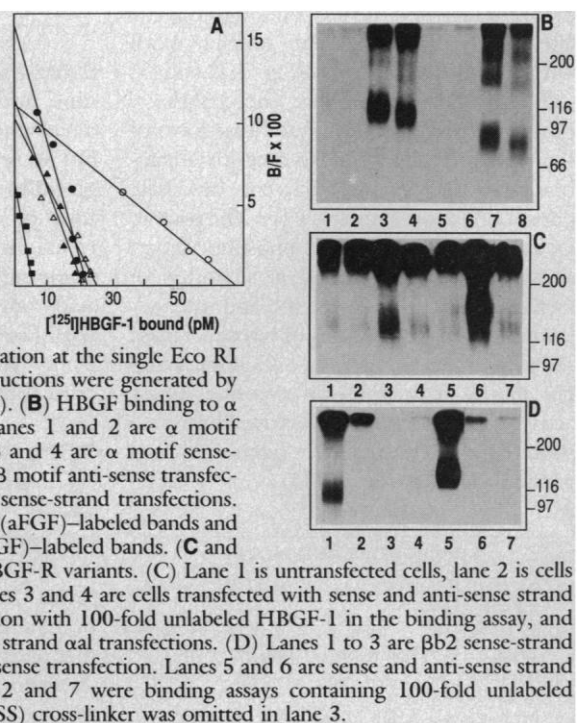 A
15
10
5
B/F x 100
10 30 50
[125I]HBGF-1 bound (pM)
B
200
116
97
66
1 2 3 4 5 6 7 8
C
200
116
97
1 2 3 4 5 6 7
D
200
116
97
1 2 3 4 5 6 7
ation at the single Eco RI
uctions were generated by
). (B) HBGF binding to α
anes 1 and 2 are α motif
and 4 are α motif sense-
β motif anti-sense transfec-
sense-strand transfections.
(aFGF)–labeled bands and
GF)–labeled bands. (C and
BGF-R variants. (C) Lane 1 is untransfected cells, lane 2 is cells
es 3 and 4 are cells transfected with sense and anti-sense strand
on with 100-fold unlabeled HBGF-1 in the binding assay, and
strand αal transfections. (D) Lanes 1 to 3 are βb2 sense-strand
sense transfection. Lanes 5 and 6 are sense and anti-sense strand
2 and 7 were binding assays containing 100-fold unlabeled
SS) cross-linker was omitted in lane 3.